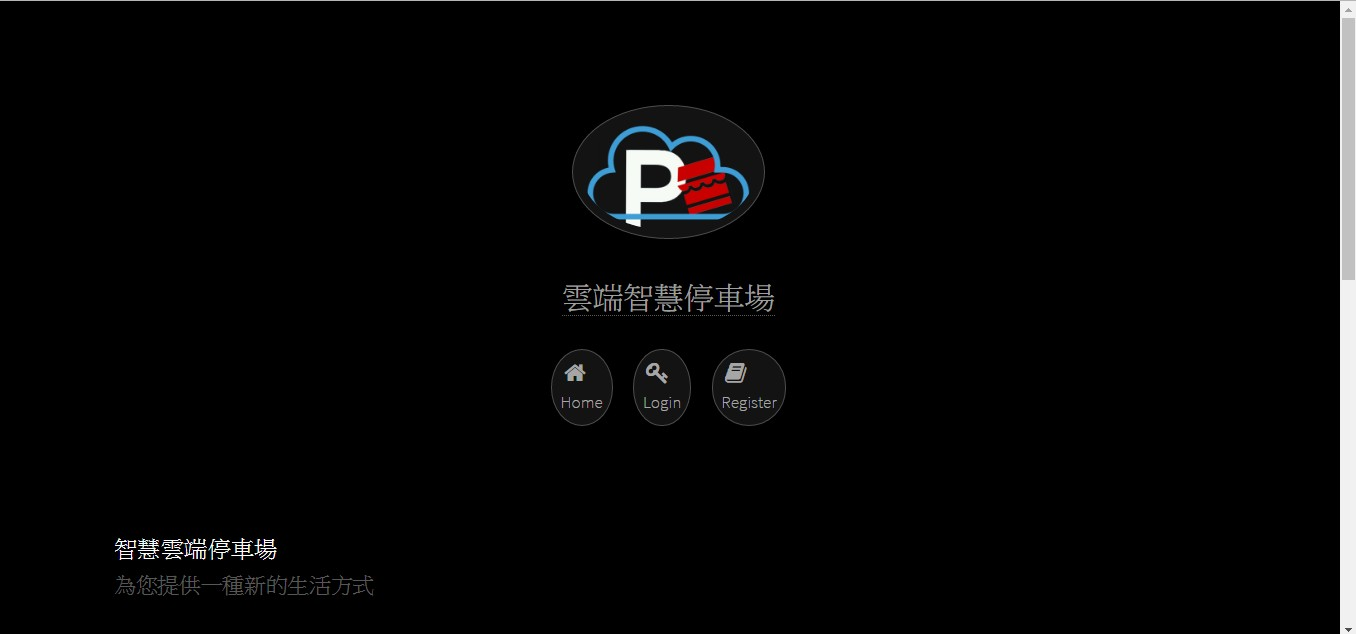 P
雲端智慧停車場
Home
Login
Register
智慧雲端停車場
為您提供一種新的生活方式